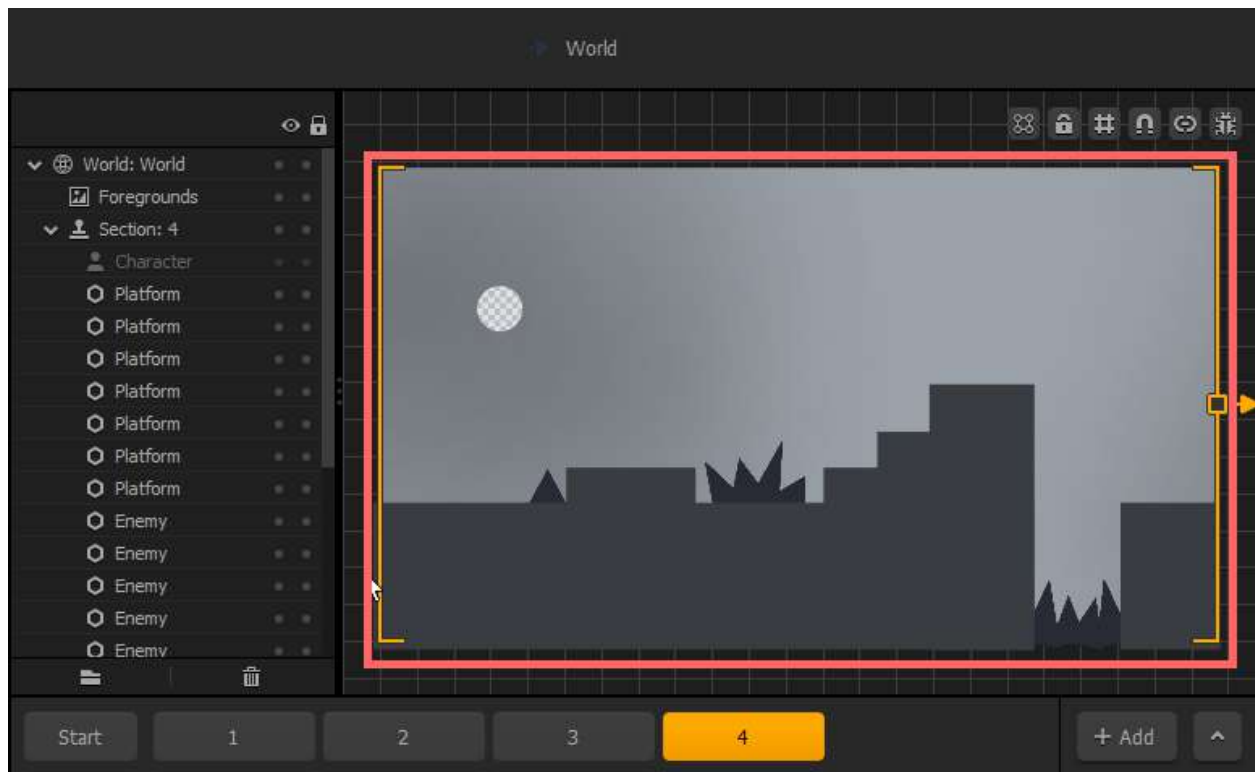 World
World: World
Foregrounds
Section: 4
Character
Platform
Platform
Platform
Platform
Platform
Platform
Platform
Enemy
Enemy
Enemy
Enemy
Enemy
Start 1 2 3 4 + Add